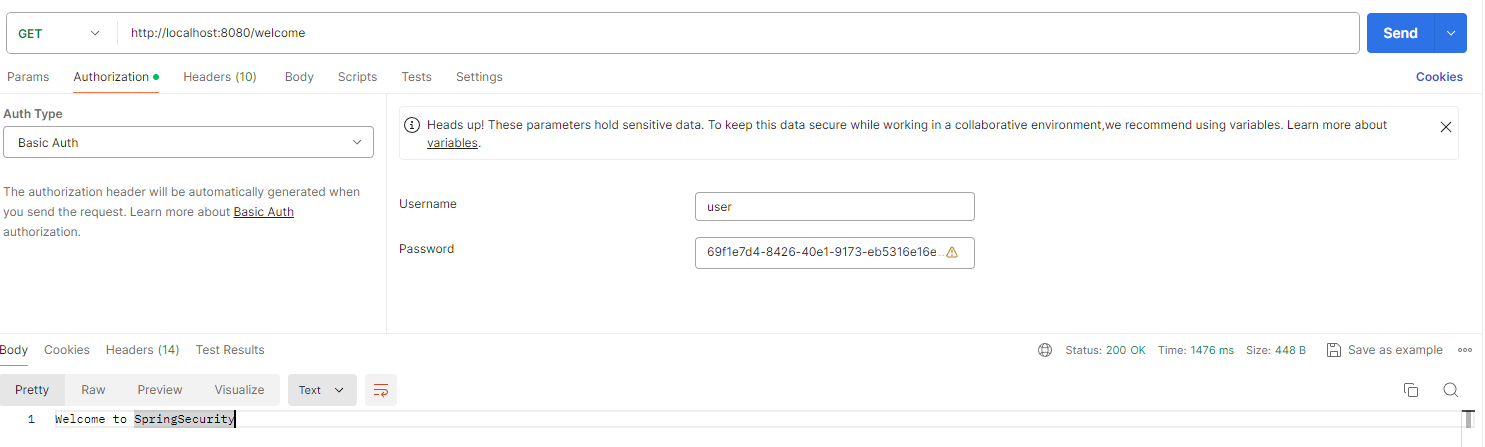 GET http://localhost:8080/welcome Send
Params Authorization Headers (10) Body Scripts Tests Settings Cookies
Auth Type
Basic Auth
The authorization header will be automatically generated when
you send the request. Learn more about Basic Auth
authorization.
Heads up! These parameters hold sensitive data. To keep this data secure while working in a collaborative environment,we recommend using variables. Learn more about
variables.
Username user
Password 69f1e7d4-8426-40e1-9173-eb5316e16e...
Body Cookies Headers (14) Test Results Status: 200 OK Time: 1476 ms Size: 448 B Save as example
Pretty Raw Preview Visualize Text
1 Welcome to SpringSecurity